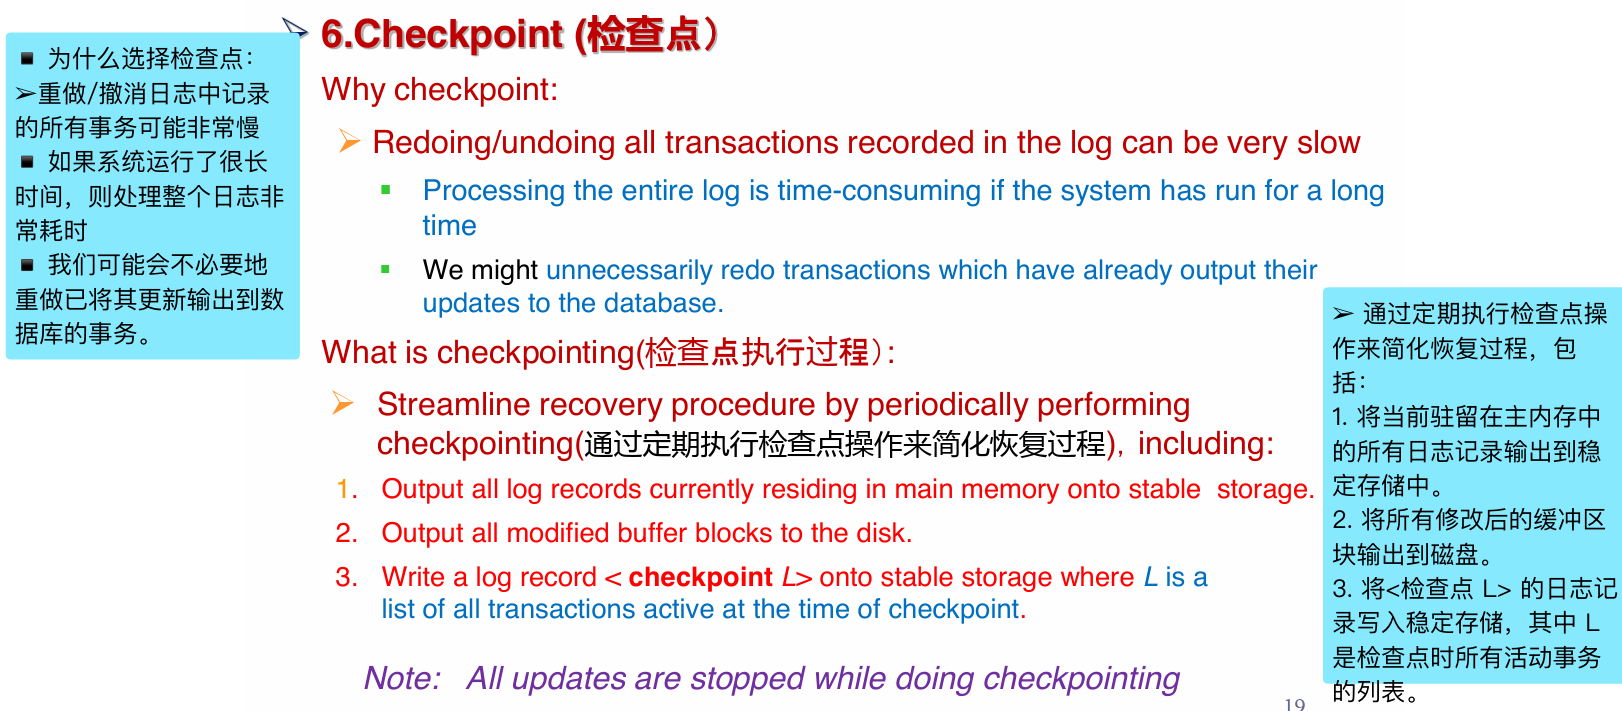 6.Checkpoint (检查点）
▪ 为什么选择检查点：
➢重做/撤消日志中记录
的所有事务可能非常慢
▪ 如果系统运行了很长
时间，则处理整个日志非
常耗时
▪ 我们可能会不必要地
重做已将其更新输出到数
据库的事务。
Why checkpoint:
➢ Redoing/undoing all transactions recorded in the log can be very slow
▪ Processing the entire log is time-consuming if the system has run for a long
time
▪ We might unnecessarily redo transactions which have already output their
updates to the database.
What is checkpointing(检查点执行过程）:
➢ Streamline recovery procedure by periodically performing
checkpointing(通过定期执行检查点操作来简化恢复过程)，including:
1. Output all log records currently residing in main memory onto stable storage.
2. Output all modified buffer blocks to the disk.
3. Write a log record < checkpoint L> onto stable storage where L is a
list of all transactions active at the time of checkpoint.
Note: All updates are stopped while doing checkpointing
➢ 通过定期执行检查点操
作来简化恢复过程，包
括：
1. 将当前驻留在主内存中
的所有日志记录输出到稳
定存储中。
2. 将所有修改后的缓冲区
块输出到磁盘。
3. 将<检查点 L> 的日志记
录写入稳定存储，其中 L
是检查点时所有活动事务
的列表。
19